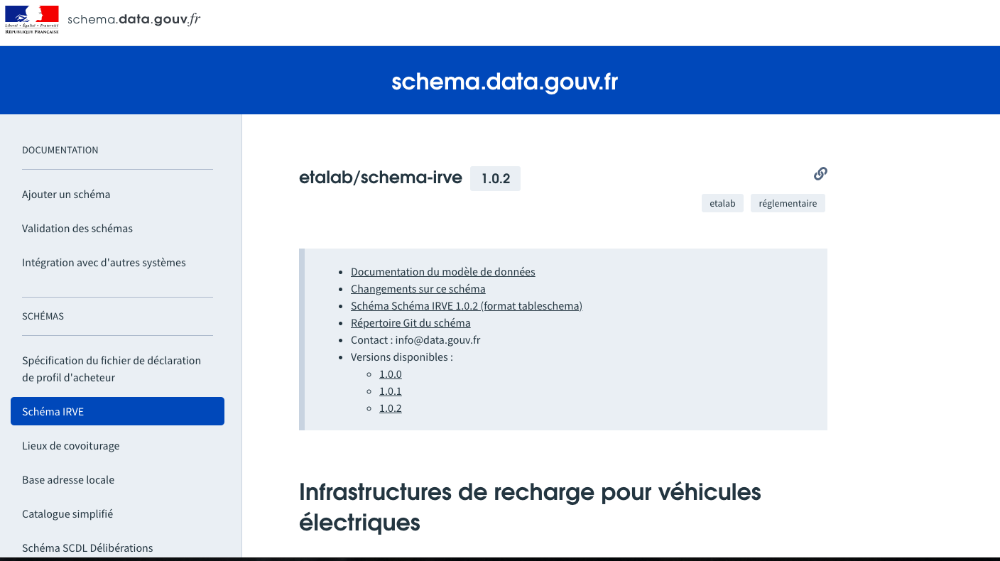 Liberté • Égalité • Fraternité
RÉPUBLIQUE FRANÇAISE
schema.data.gouv.fr
schema.data.gouv.fr
DOCUMENTATION
Ajouter un schéma
Validation des schémas
Intégration avec d'autres systèmes
SCHÉMAS
Spécification du fichier de déclaration
de profil d'acheteur
Schéma IRVE
Lieux de covoiturage
Base adresse locale
Catalogue simplifié
Schéma SCDL Délibérations
etalab/schema-irve 1.0.2
etalab réglementaire
Documentation du modèle de données
Changements sur ce schéma
Schéma Schéma IRVE 1.0.2 (format tableschema)
Répertoire Git du schéma
Contact : info@data.gouv.fr
Versions disponibles :
1.0.0
1.0.1
1.0.2
Infrastructures de recharge pour véhicules
électriques